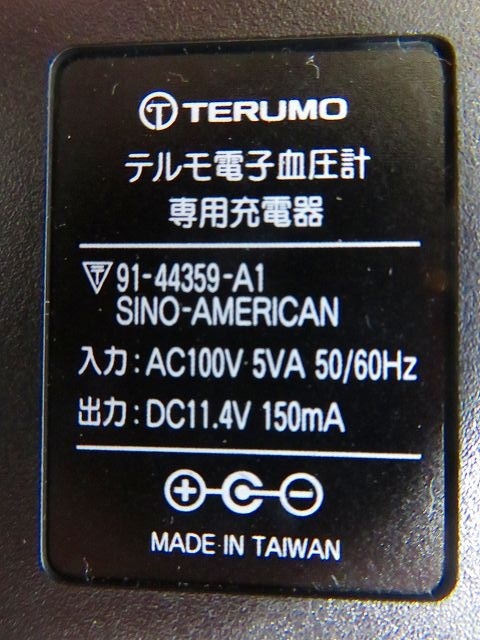 TERUMO
テルモ電子血圧計
専用充電器
91-44359-A1
SINO-AMERICAN
入力:AC100V 5VA 50/60Hz
出力:DC11.4V 150mA
MADE IN TAIWAN